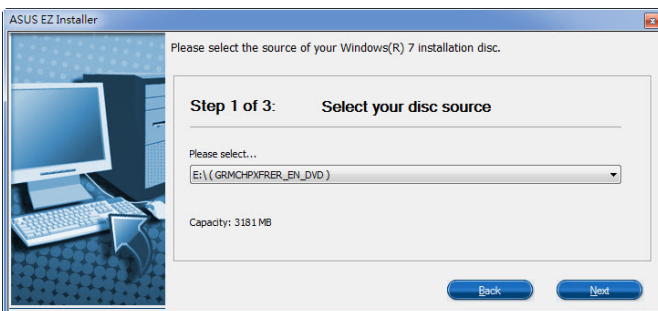 ASUS EZ Installer
Please select the source of your Windows(R) 7 installation disc.
Step 1 of 3: Select your disc source
Please select...
E:\ ( GRMCHPXFRER_EN_DVD )
Capacity: 3181 MB
Back Next